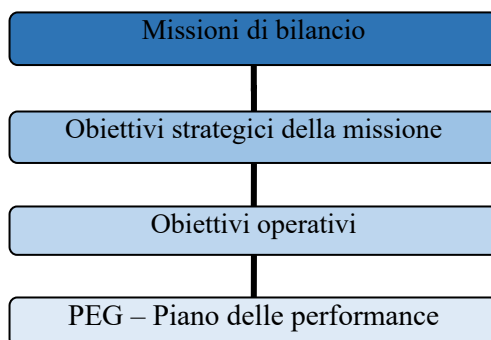 Missioni di bilancio
Obiettivi strategici della missione
Obiettivi operativi
PEG – Piano delle performance